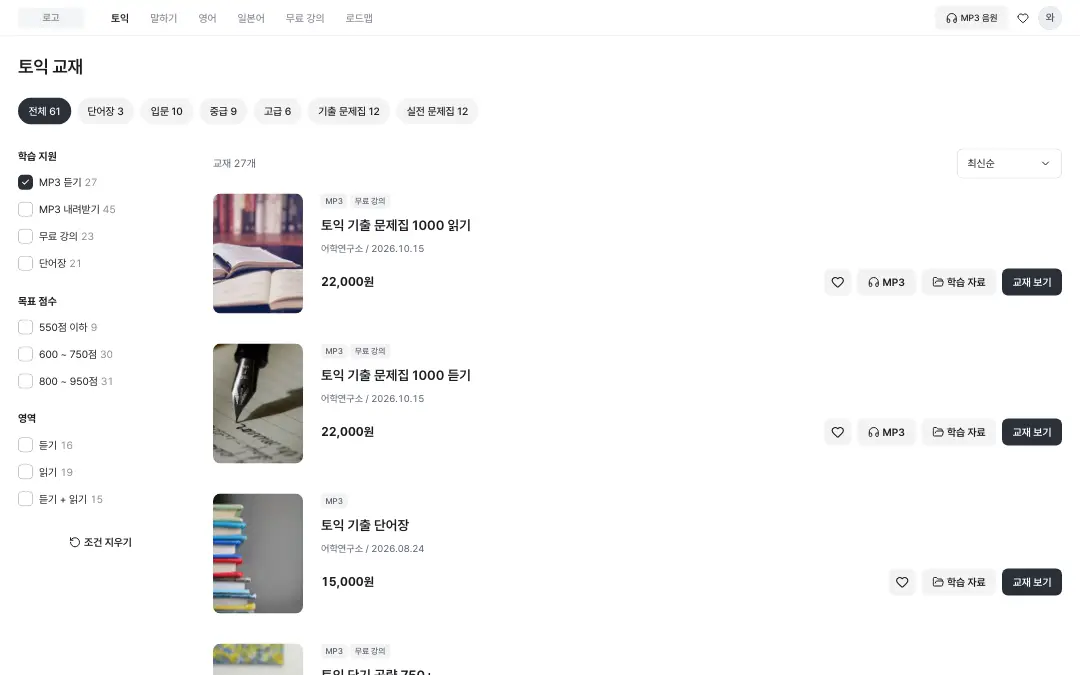 로고 토익 말하기 영어 일본어 무료 강의 로드맵 MP3 음원 와
토익 교재
전체 61 단어장 3 입문 10 중급 9 고급 6 기출 문제집 12 실전 문제집 12
학습 지원
MP3 듣기 27
MP3 내려받기 45
무료 강의 23
단어장 21
목표 점수
550점 이하 9
600 ~ 750점 30
800 ~ 950점 31
영역
듣기 16
읽기 19
듣기 + 읽기 15
조건 지우기
교재 27개 최신순
MP3 무료 강의
토익 기출 문제집 1000 읽기
어학연구소 / 2026.10.15
22,000원
MP3 학습 자료 교재 보기
MP3 무료 강의
토익 기출 문제집 1000 듣기
어학연구소 / 2026.10.15
22,000원
MP3 학습 자료 교재 보기
MP3
토익 기출 단어장
어학연구소 / 2026.08.24
15,000원
학습 자료 교재 보기
MP3 무료 강의
토익 단기 공략 750+